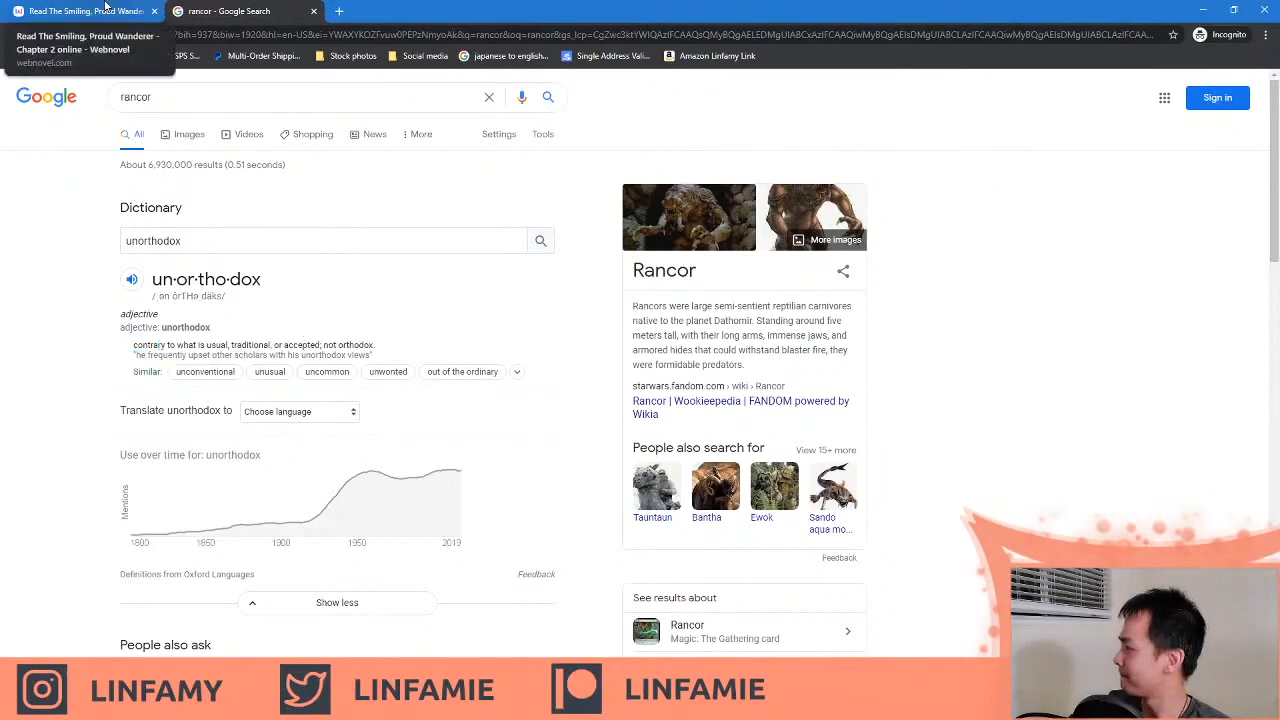 Read The Smiling, Proud Wander
rancor - Google Search
Read The Smiling, Proud Wanderer -
Chapter 2 online - Webnovel
webnovel.com
Incognito
SPS S...
Multi-Order Shippi...
Stock photos
Social media
japanese to english...
Single Address Vali...
Amazon Linfamy Link
Google
rancor
Sign in
All
Images
Videos
Shopping
News
More
Settings
Tools
About 6,930,000 results (0.51 seconds)
Dictionary
unorthodox
un·or·tho·dox
/ˌənˈôrTHəˌdäks/
adjective
adjective: unorthodox
contrary to what is usual, traditional, or accepted; not orthodox.
"he frequently upset other scholars with his unorthodox views"
Similar: unconventional unusual uncommon unwonted out of the ordinary
Translate unorthodox to Choose language
Use over time for: unorthodox
Mentions
1800 1850 1900 1950 2019
Definitions from Oxford Languages
Feedback
Show less
People also ask
More images
Rancor
Rancors were large semi-sentient reptilian carnivores
native to the planet Dathomir. Standing around five
meters tall, with their long arms, immense jaws, and
armored hides that could withstand blaster fire, they
were formidable predators.
starwars.fandom.com › wiki › Rancor
Rancor | Wookieepedia | FANDOM powered by
Wikia
People also search for
View 15+ more
Tauntaun
Bantha
Ewok
Sando
aqua mo...
Feedback
See results about
Rancor
Magic: The Gathering card
LINFAMY
LINFAMIE
LINFAMIE